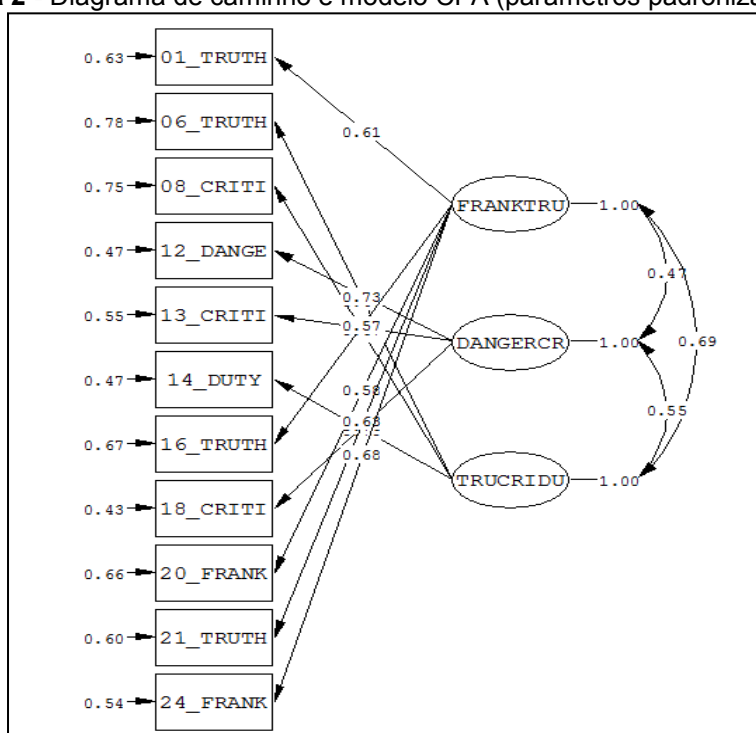 2 - Diagrama de caminho e modelo CFA (parâmetros
0.63 01_TRUTH
0.61
0.78 06_TRUTH
0.75 08_CRITI
FRANKTRU 1.00
0.47 12_DANGE
0.47
0.73
0.55 13_CRITI
0.57
DANGERCR 1.00 0.69
0.47 14_DUTY
0.58
0.55
0.67 16_TRUTH
0.68
TRUCRIDU 1.00
0.43 18_CRITI
0.66 20_FRANK
0.60 21_TRUTH
0.54 24_FRANK